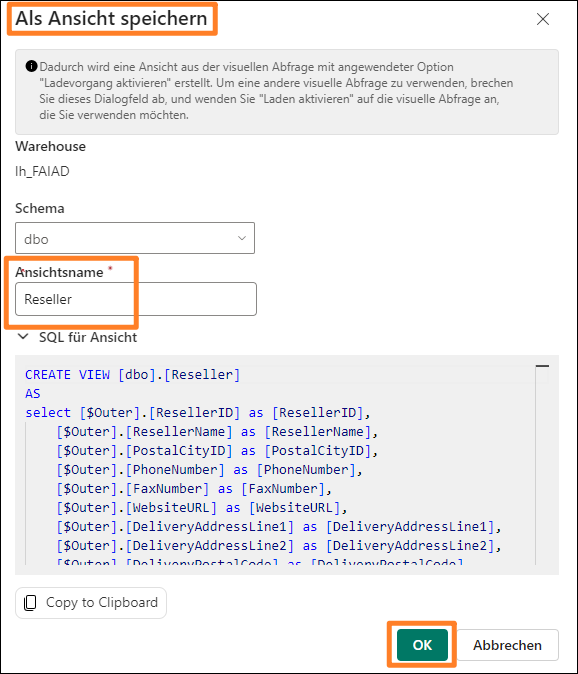 Als Ansicht speichern
Dadurch wird eine Ansicht aus der visuellen Abfrage mit angewendeter Option
"Ladevorgang aktivieren" erstellt. Um eine andere visuelle Abfrage zu verwenden, brechen
Sie dieses Dialogfeld ab, und wenden Sie "Laden aktivieren" auf die visuelle Abfrage an,
die Sie verwenden möchten.
Warehouse
lh_FAIAD
Schema
dbo
Ansichtsname *
Reseller
SQL für Ansicht
CREATE VIEW [dbo].[Reseller]
AS
select [$Outer].[ResellerID] as [ResellerID],
[$Outer].[ResellerName] as [ResellerName],
[$Outer].[PostalCityID] as [PostalCityID],
[$Outer].[PhoneNumber] as [PhoneNumber],
[$Outer].[FaxNumber] as [FaxNumber],
[$Outer].[WebsiteURL] as [WebsiteURL],
[$Outer].[DeliveryAddressLine1] as [DeliveryAddressLine1],
[$Outer].[DeliveryAddressLine2] as [DeliveryAddressLine2],
[$Outer].[DeliveryPostalCode] as [DeliveryPostalCode]
Copy to Clipboard
OK
Abbrechen